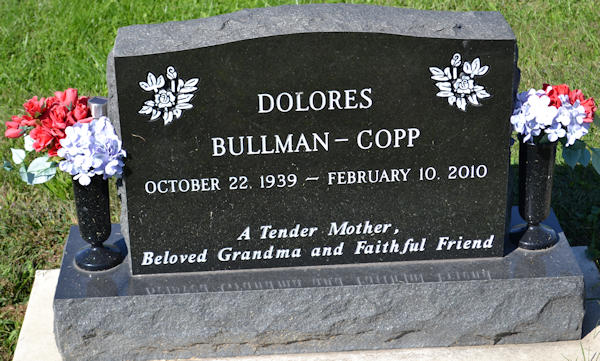 DOLORES
BULLMAN - COPP
OCTOBER 22, 1939 - FEBRUARY 10, 2010
A Tender Mother,
Beloved Grandma and Faithful Friend